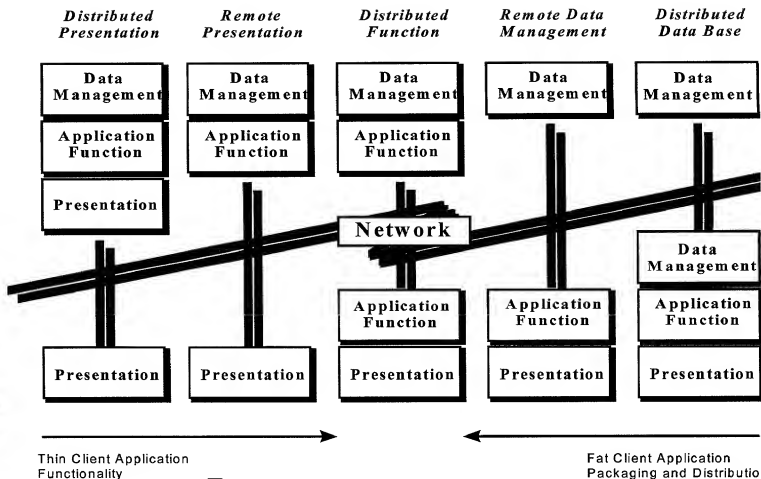 Distributed
Presentation
Remote
Presentation
Distributed
Function
Remote Data
Management
Distributed
Data Base
Data
Management
Data
Management
Data
Management
Data
Management
Data
Management
Application
Function
Application
Function
Application
Function
Presentation
Network
Data
Management
Application
Function
Application
Function
Application
Function
Presentation
Presentation
Presentation
Presentation
Presentation
Thin Client Application
Functionality
Fat Client Application
Packaging and Distributio